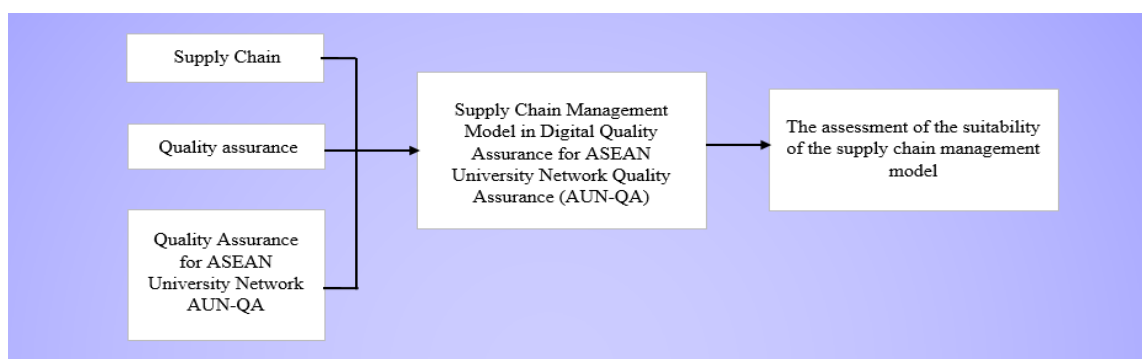 Supply Chain
Quality assurance
Quality Assurance
for ASEAN
University Network
AUN-QA
Supply Chain Management
Model in Digital Quality
Assurance for ASEAN
University Network Quality
Assurance (AUN-QA)
The assessment of the suitability
of the supply chain management
model